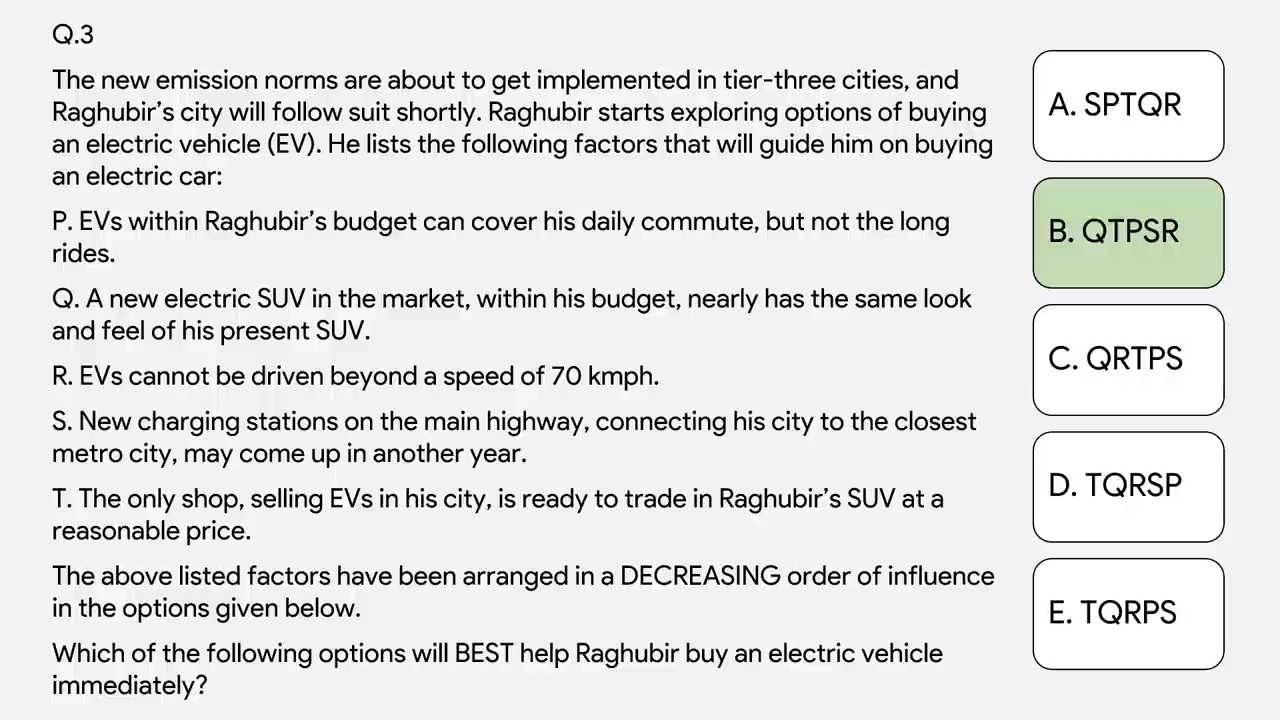 Q.3
The new emission norms are about to get implemented in tier-three cities, and
Raghubir's city will follow suit shortly. Raghubir starts exploring options of buying
an electric vehicle (EV). He lists the following factors that will guide him on buying
an electric car:
P. EVs within Raghubir's budget can cover his daily commute, but not the long
rides.
Q. A new electric SUV in the market, within his budget, nearly has the same look
and feel of his present SUV.
R. EVs cannot be driven beyond a speed of 70 kmph.
S. New charging stations on the main highway, connecting his city to the closest
metro city, may come up in another year.
T. The only shop, selling EVs in his city, is ready to trade in Raghubir's SUV at a
reasonable price.
The above listed factors have been arranged in a DECREASING order of influence
in the options given below.
Which of the following options will BEST help Raghubir buy an electric vehicle
immediately?
A. SPTQR
B. QTPSR
C. QRTPS
D. TQRSP
E. TQRPS